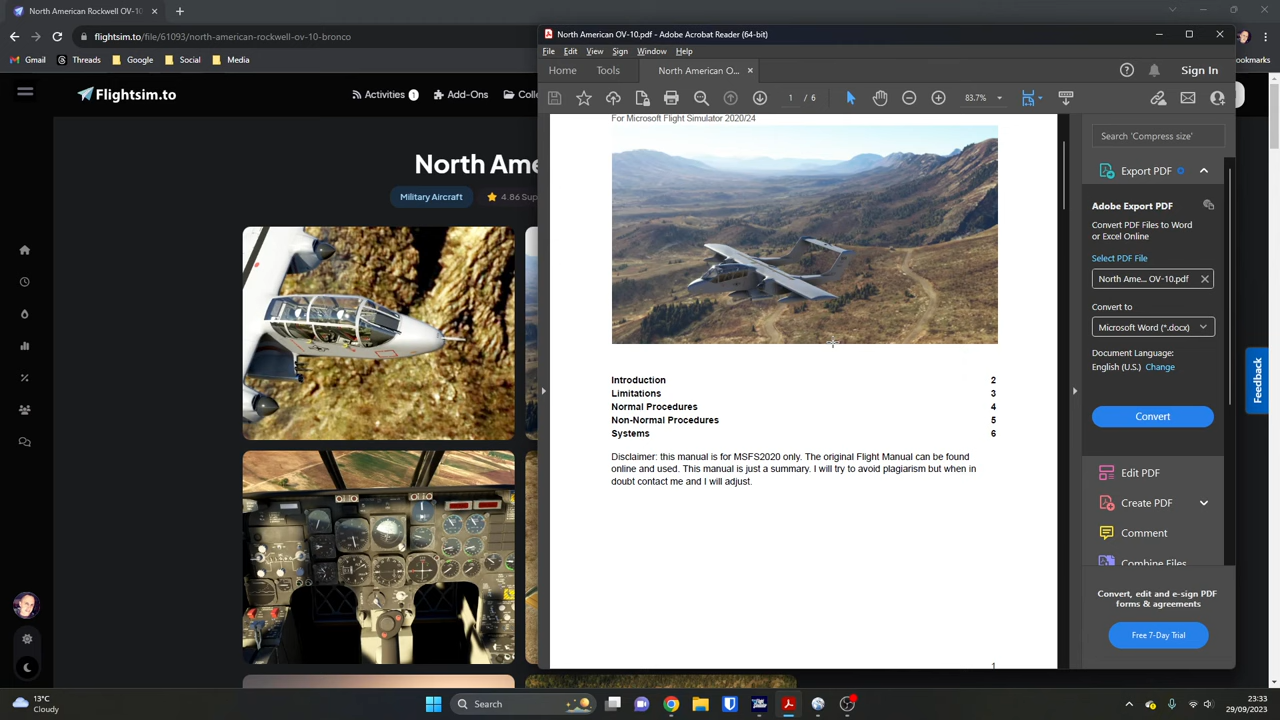 North American Rockwell OV-1
flightsim.to/file/61093/north-american-rockwell-ov-10-bronco
Gmail
Threads
Google
Social
Media
ookmarks
Flightsim.to
Activities 1
Add-Ons
Colle
North Ame
Military Aircraft
4.86 Sup
North American OV-10.pdf - Adobe Acrobat Reader (64-bit)
File Edit View Sign Window Help
Home
Tools
North American O...
Sign In
1 / 6
83.7%
For Microsoft Flight Simulator 2020/24
Introduction 2
Limitations 3
Normal Procedures 4
Non-Normal Procedures 5
Systems 6
Disclaimer: this manual is for MSFS2020 only. The original Flight Manual can be found
online and used. This manual is just a summary. I will try to avoid plagiarism but when in
doubt contact me and I will adjust.
1
Search 'Compress size'
Export PDF
Adobe Export PDF
Convert PDF Files to Word
or Excel Online
Select PDF File
North Ame... OV-10.pdf
Convert to
Microsoft Word (*.docx)
Document Language:
English (U.S.) Change
Convert
Edit PDF
Create PDF
Comment
Combine Files
Convert, edit and e-sign PDF
forms & agreements
Free 7-Day Trial
Feedback
13°C
Cloudy
Search
23:33
29/09/2023